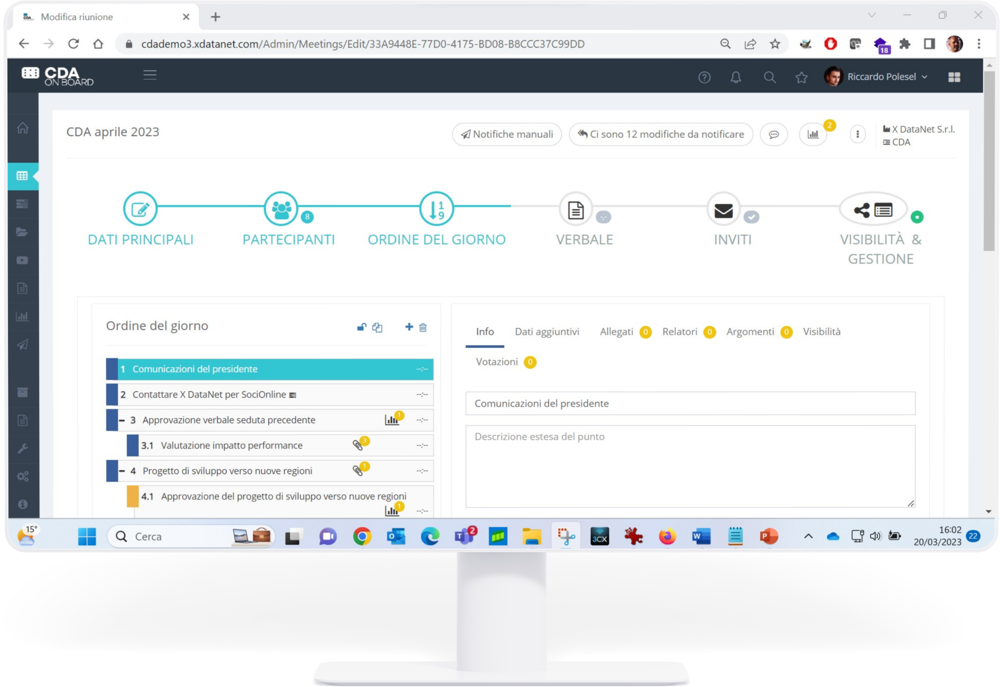 Modifica riunione
cdademo3.xdatanet.com/Admin/Meetings/Edit/33A9448E-77D0-4175-BD08-B8CCC37C99DD
18
CDA
ON BOARD
Riccardo Polesel
CDA aprile 2023
Notifiche manuali
Ci sono 12 modifiche da notificare
2
X DataNet S.r.l.
CDA
1
9
8
-.-
DATI PRINCIPALI
PARTECIPANTI
ORDINE DEL GIORNO
VERBALE
INVITI
VISIBILITÀ &
GESTIONE
Ordine del giorno
1 Comunicazioni del presidente --:--
2 Contattare X DataNet per SociOnline --:--
3 Approvazione verbale seduta precedente 1 --:--
3.1 Valutazione impatto performance 3 --:--
4 Progetto di sviluppo verso nuove regioni 1 --:--
4.1 Approvazione del progetto di sviluppo verso nuove regioni
1 --:--
Info Dati aggiuntivi Allegati 0 Relatori 0 Argomenti 0 Visibilità
Votazioni 0
Comunicazioni del presidente
Descrizione estesa del punto
15°
Cerca
2
3CX
16:02
20/03/2023
22